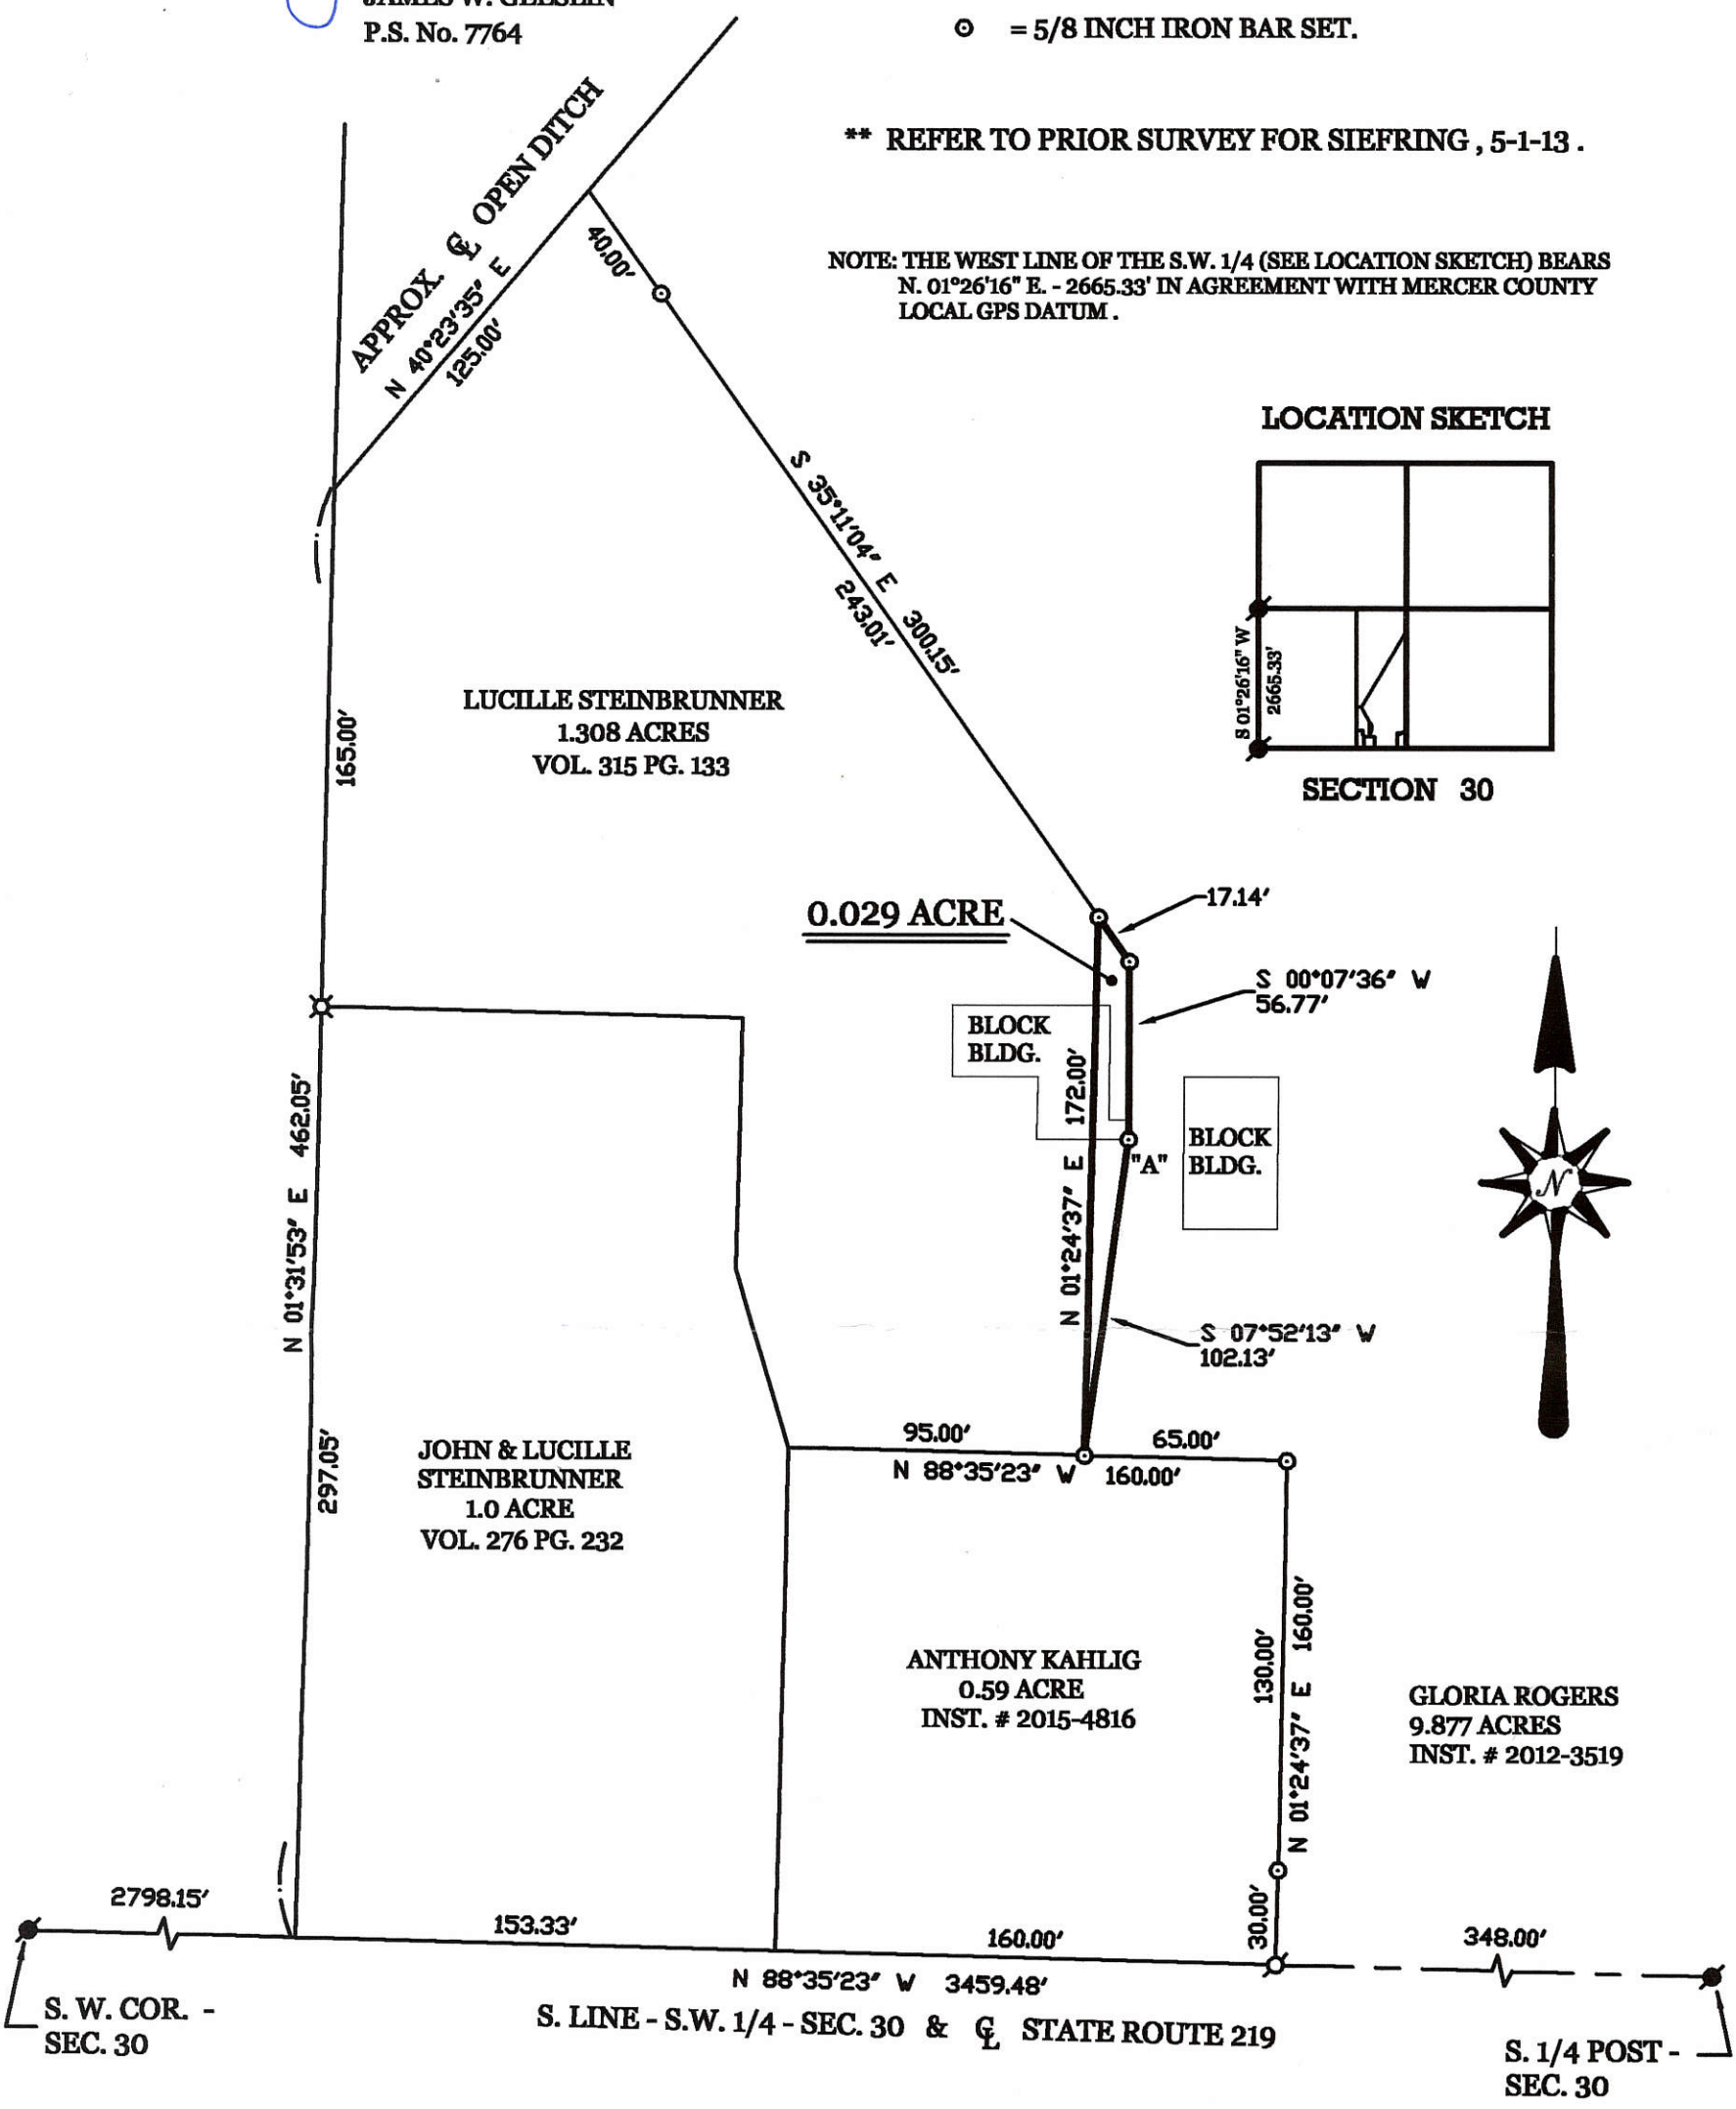 P.S. No. 7764
= 5/8 INCH IRON BAR SET.
** REFER TO PRIOR SURVEY FOR SIEFRING , 5-1-13 .
APPROX. ℄ OPEN DITCH
N 40°23'35" E
125.00'
40.00'
NOTE: THE WEST LINE OF THE S.W. 1/4 (SEE LOCATION SKETCH) BEARS
N. 01°26'16" E. - 2665.33' IN AGREEMENT WITH MERCER COUNTY
LOCAL GPS DATUM .
LOCATION SKETCH
S 01°26'16" W
2665.33'
SECTION 30
S 35°11'04" E 300.15'
243.01'
LUCILLE STEINBRUNNER
1.308 ACRES
VOL. 315 PG. 133
165.00'
0.029 ACRE
17.14'
S 00°07'36" W
56.77'
BLOCK
BLDG.
N 01°24'37" E 172.00'
"A"
BLOCK
BLDG.
N
N 01°31'53" E 462.05'
S 07°52'13" W
102.13'
297.05'
95.00'
65.00'
N 88°35'23" W 160.00'
JOHN & LUCILLE
STEINBRUNNER
1.0 ACRE
VOL. 276 PG. 232
ANTHONY KAHLIG
0.59 ACRE
INST. # 2015-4816
130.00'
N 01°24'37" E 160.00'
30.00'
GLORIA ROGERS
9.877 ACRES
INST. # 2012-3519
2798.15'
153.33'
160.00'
348.00'
N 88°35'23" W 3459.48'
S. LINE - S.W. 1/4 - SEC. 30 & ℄ STATE ROUTE 219
S. W. COR. -
SEC. 30
S. 1/4 POST -
SEC. 30